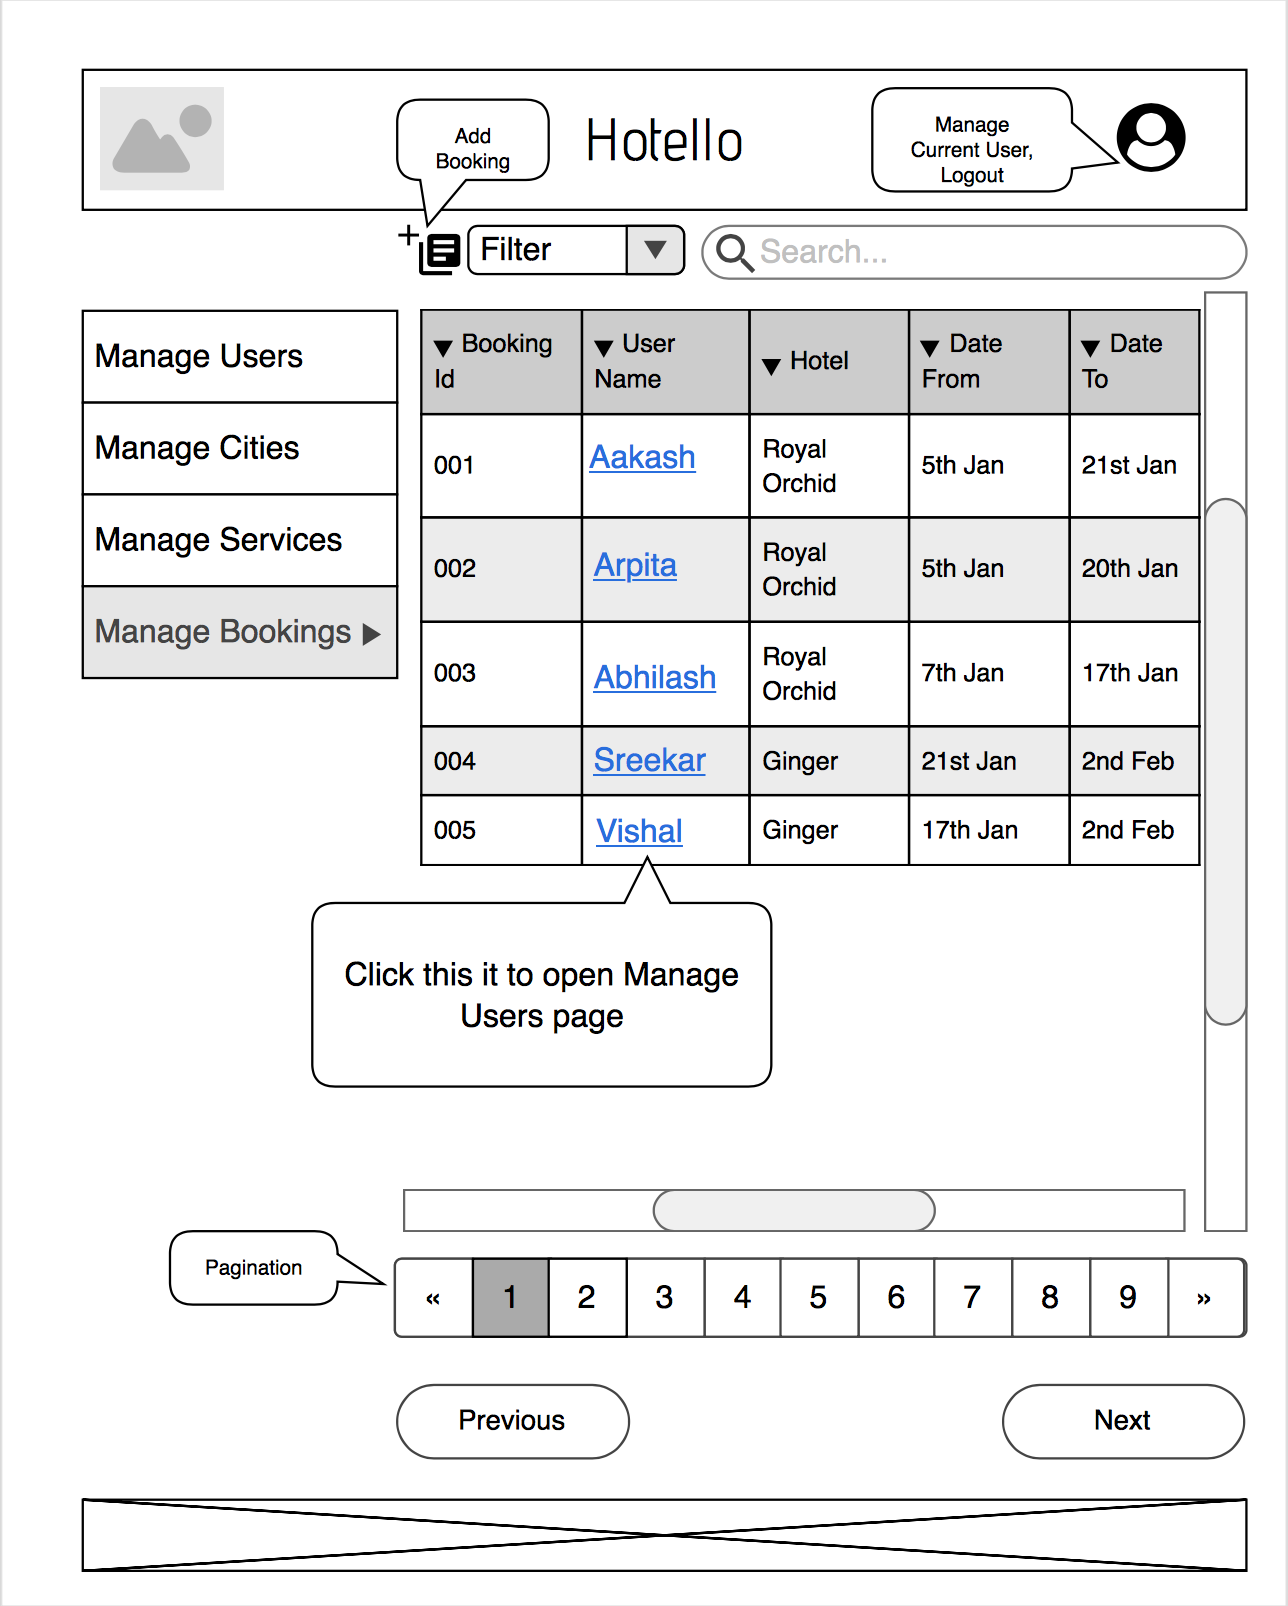 Add
Booking
Hotello
Manage
Current User,
Logout
Filter
Search...
Manage Users
Manage Cities
Manage Services
Manage Bookings
Booking Id
User Name
Hotel
Date From
Date To
001 Aakash Royal Orchid 5th Jan 21st Jan
002 Arpita Royal Orchid 5th Jan 20th Jan
003 Abhilash Royal Orchid 7th Jan 17th Jan
004 Sreekar Ginger 21st Jan 2nd Feb
005 Vishal Ginger 17th Jan 2nd Feb
Click this it to open Manage
Users page
Pagination
« 1 2 3 4 5 6 7 8 9 »
Previous
Next